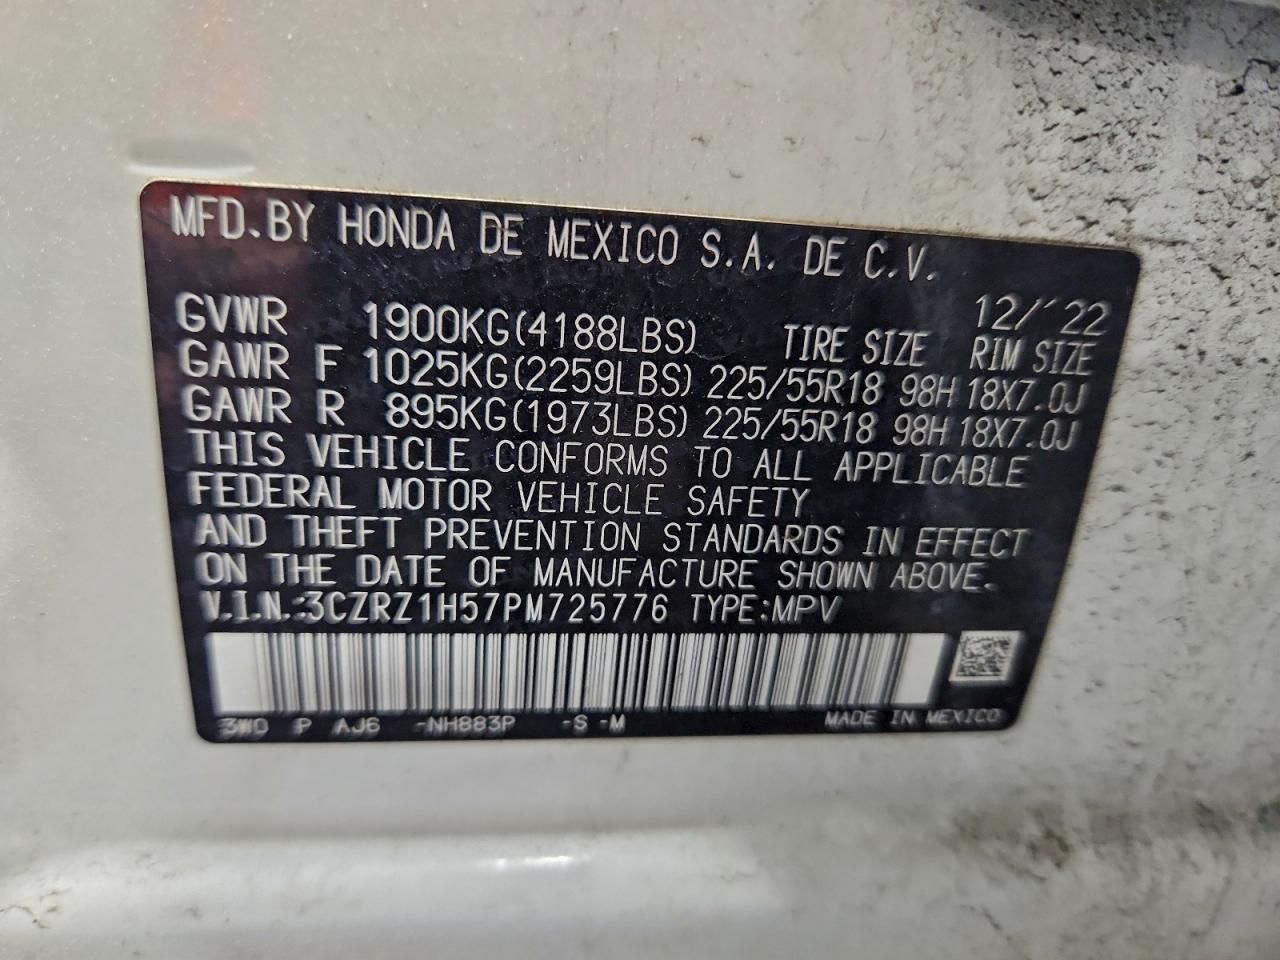 MFD.BY HONDA DE MEXICO S.A. DE C.V.
12/'22
GVWR 1900KG(4188LBS) TIRE SIZE RIM SIZE
GAWR F 1025KG(2259LBS) 225/55R18 98H 18X7.0J
GAWR R 895KG(1973LBS) 225/55R18 98H 18X7.0J
THIS VEHICLE CONFORMS TO ALL APPLICABLE
FEDERAL MOTOR VEHICLE SAFETY
AND THEFT PREVENTION STANDARDS IN EFFECT
ON THE DATE OF MANUFACTURE SHOWN ABOVE.
V.I.N.:3CZRZ1H57PM725776 TYPE:MPV
3W0 P AJ6 -NH883P -S -M MADE IN MEXICO